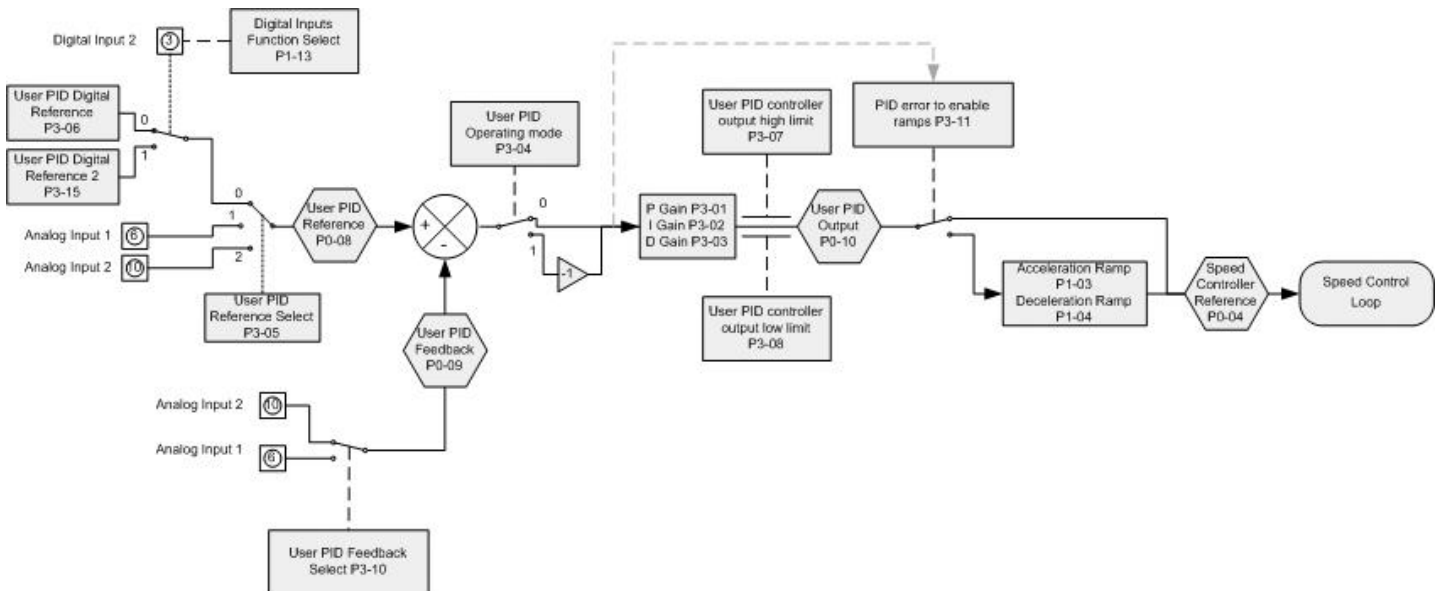 Digital Input 2
3
Digital Inputs
Function Select
P1-13
User PID Digital
Reference
P3-06
0
User PID Digital
Reference 2
P3-15
1
0
1
2
Analog Input 1
6
Analog Input 2
10
User PID
Reference
P0-08
User PID
Reference Select
P3-05
+
-
User PID
Operating mode
P3-04
0
1
-1
User PID
Feedback
P0-09
Analog Input 2
10
Analog Input 1
6
User PID Feedback
Select P3-10
User PID controller
output high limit
P3-07
P Gain P3-01
I Gain P3-02
D Gain P3-03
User PID controller
output low limit
P3-08
User PID
Output
P0-10
PID error to enable
ramps P3-11
Acceleration Ramp
P1-03
Deceleration Ramp
P1-04
Speed
Controller
Reference
P0-04
Speed Control
Loop